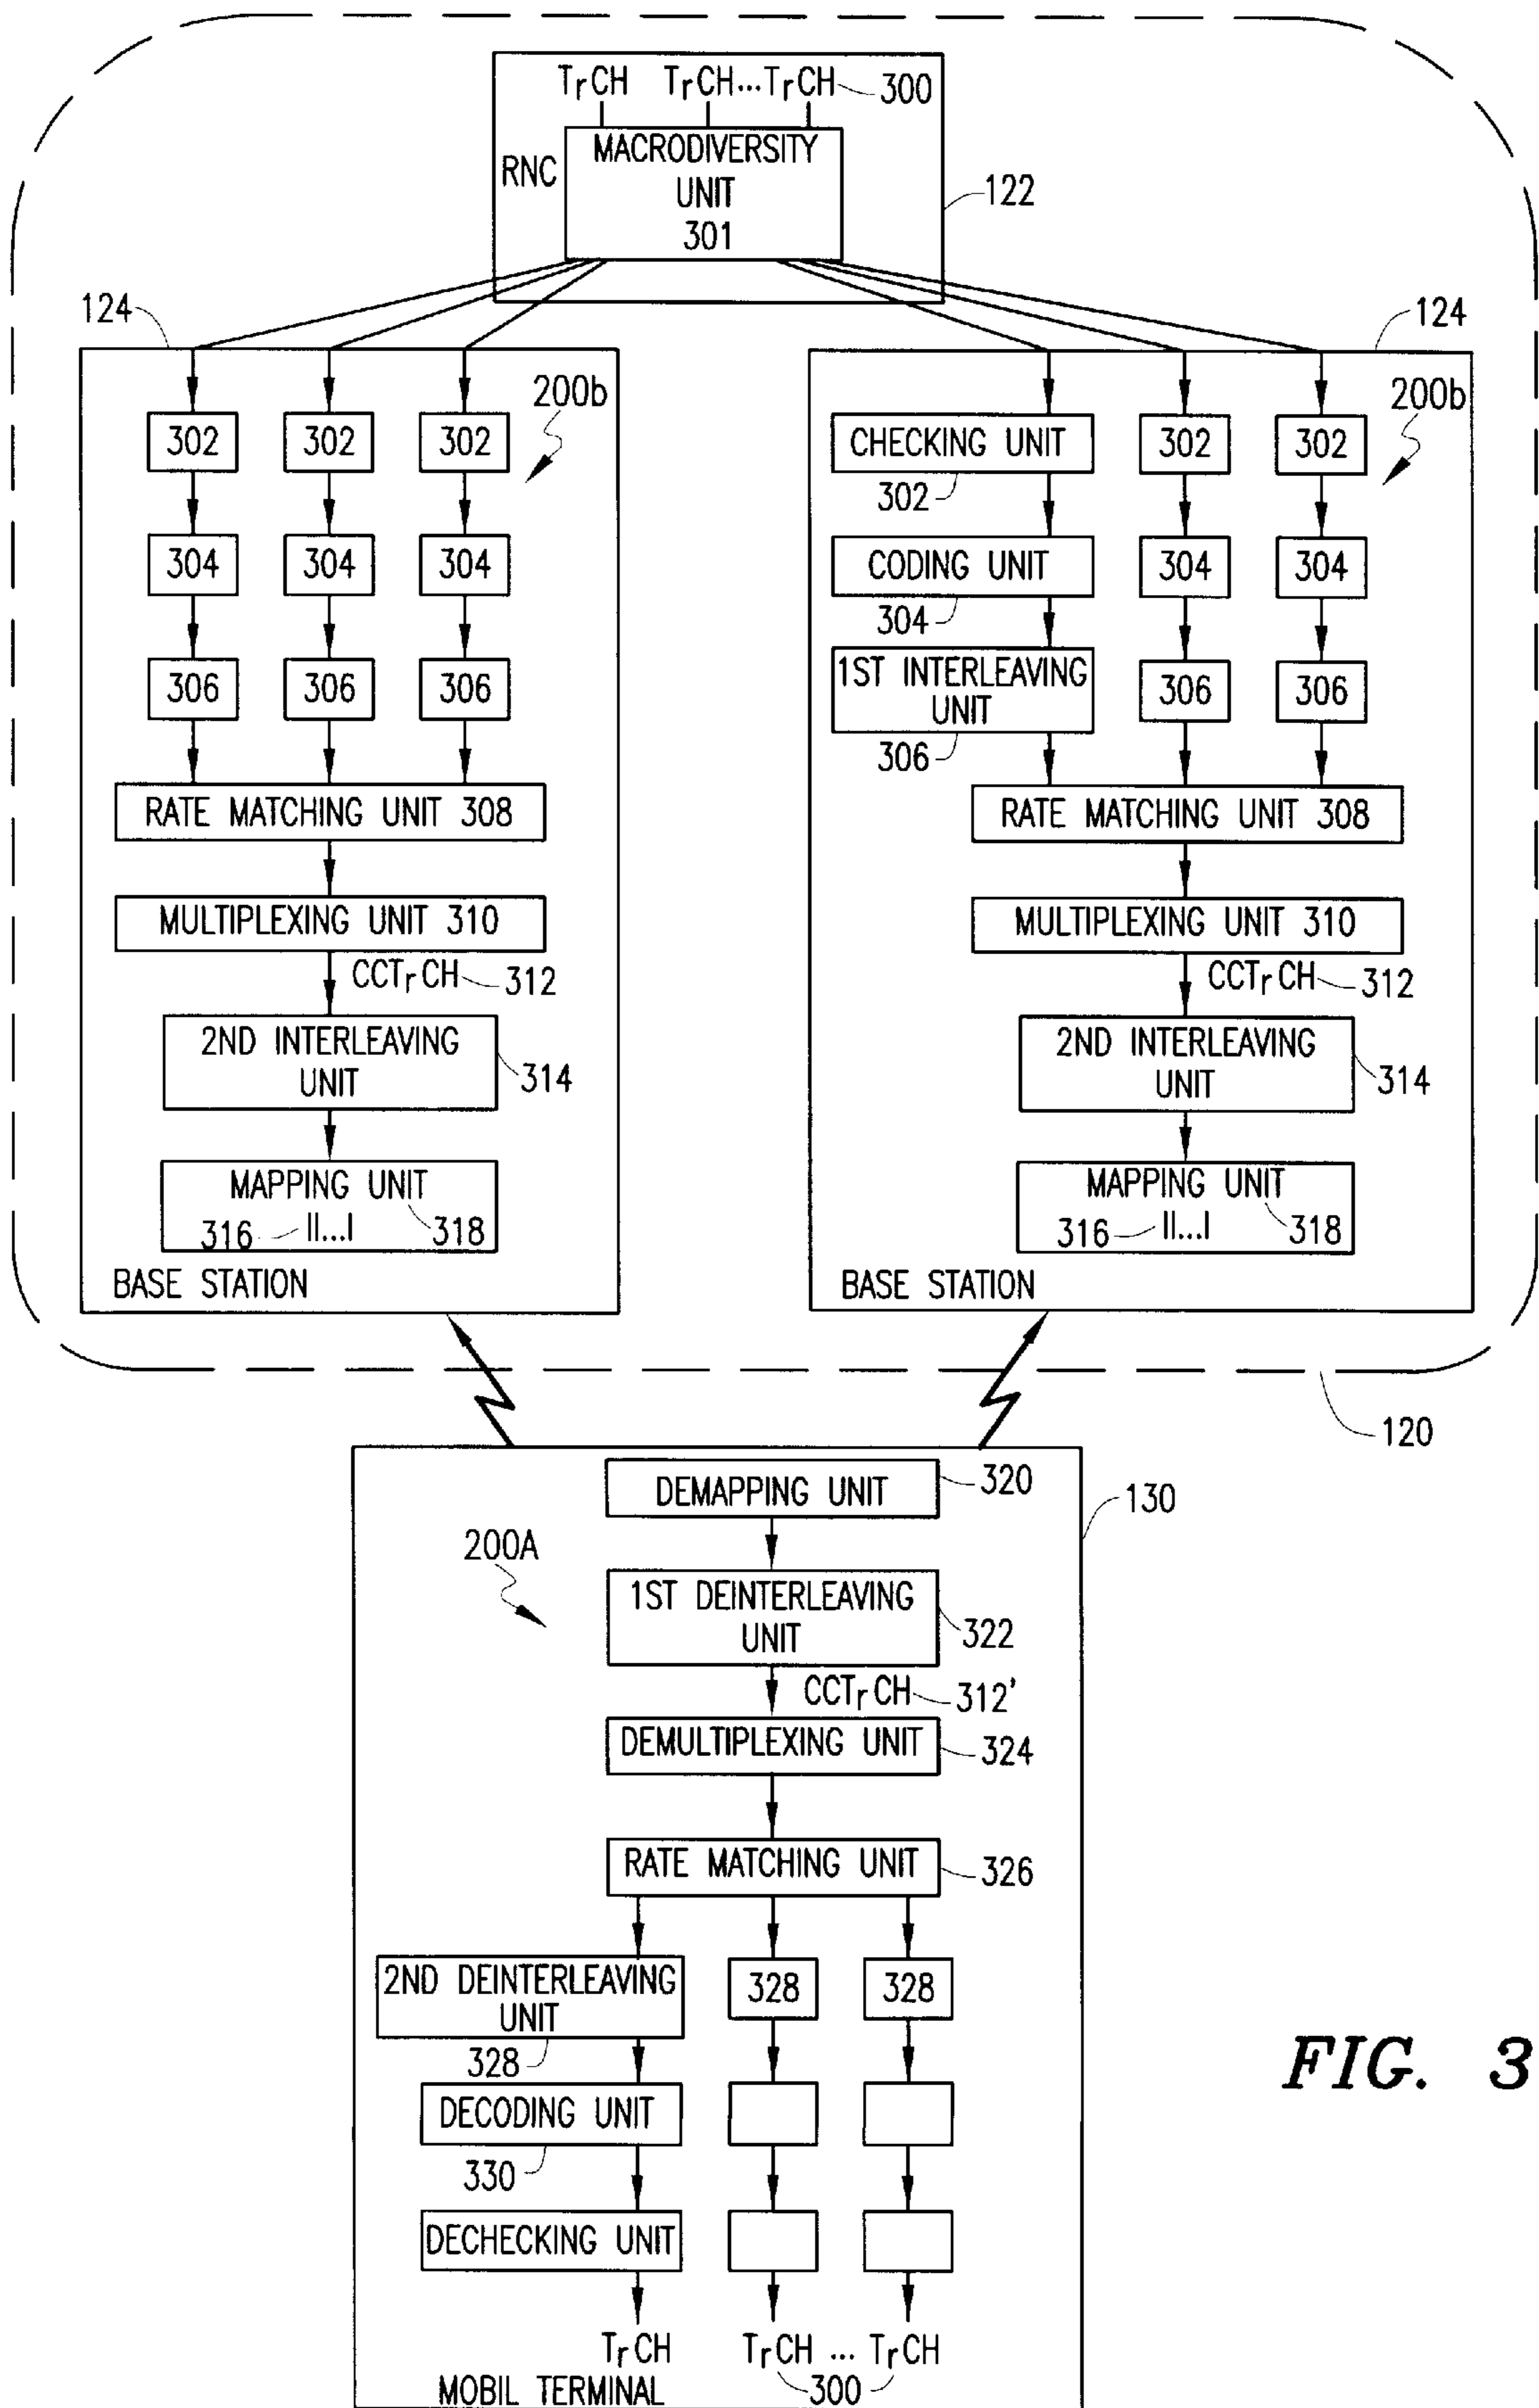 TrCH TrCH...TrCH 300
RNC
MACRODIVERSITY
UNIT
301
122
124
200b
302 302 302
304 304 304
306 306 306
RATE MATCHING UNIT 308
MULTIPLEXING UNIT 310
CCTrCH 312
2ND INTERLEAVING
UNIT
314
MAPPING UNIT
316 II...I 318
BASE STATION
124
200b
CHECKING UNIT
302
302 302
CODING UNIT
304
304 304
1ST INTERLEAVING
UNIT
306
306 306
RATE MATCHING UNIT 308
MULTIPLEXING UNIT 310
CCTrCH 312
2ND INTERLEAVING
UNIT
314
MAPPING UNIT
316 II...I 318
BASE STATION
120
DEMAPPING UNIT
320
130
200A
1ST DEINTERLEAVING
UNIT
322
CCTrCH 312'
DEMULTIPLEXING UNIT
324
RATE MATCHING UNIT
326
2ND DEINTERLEAVING
UNIT
328
328 328
DECODING UNIT
330
DECHECKING UNIT
TrCH TrCH ... TrCH
300
MOBIL TERMINAL
FIG. 3